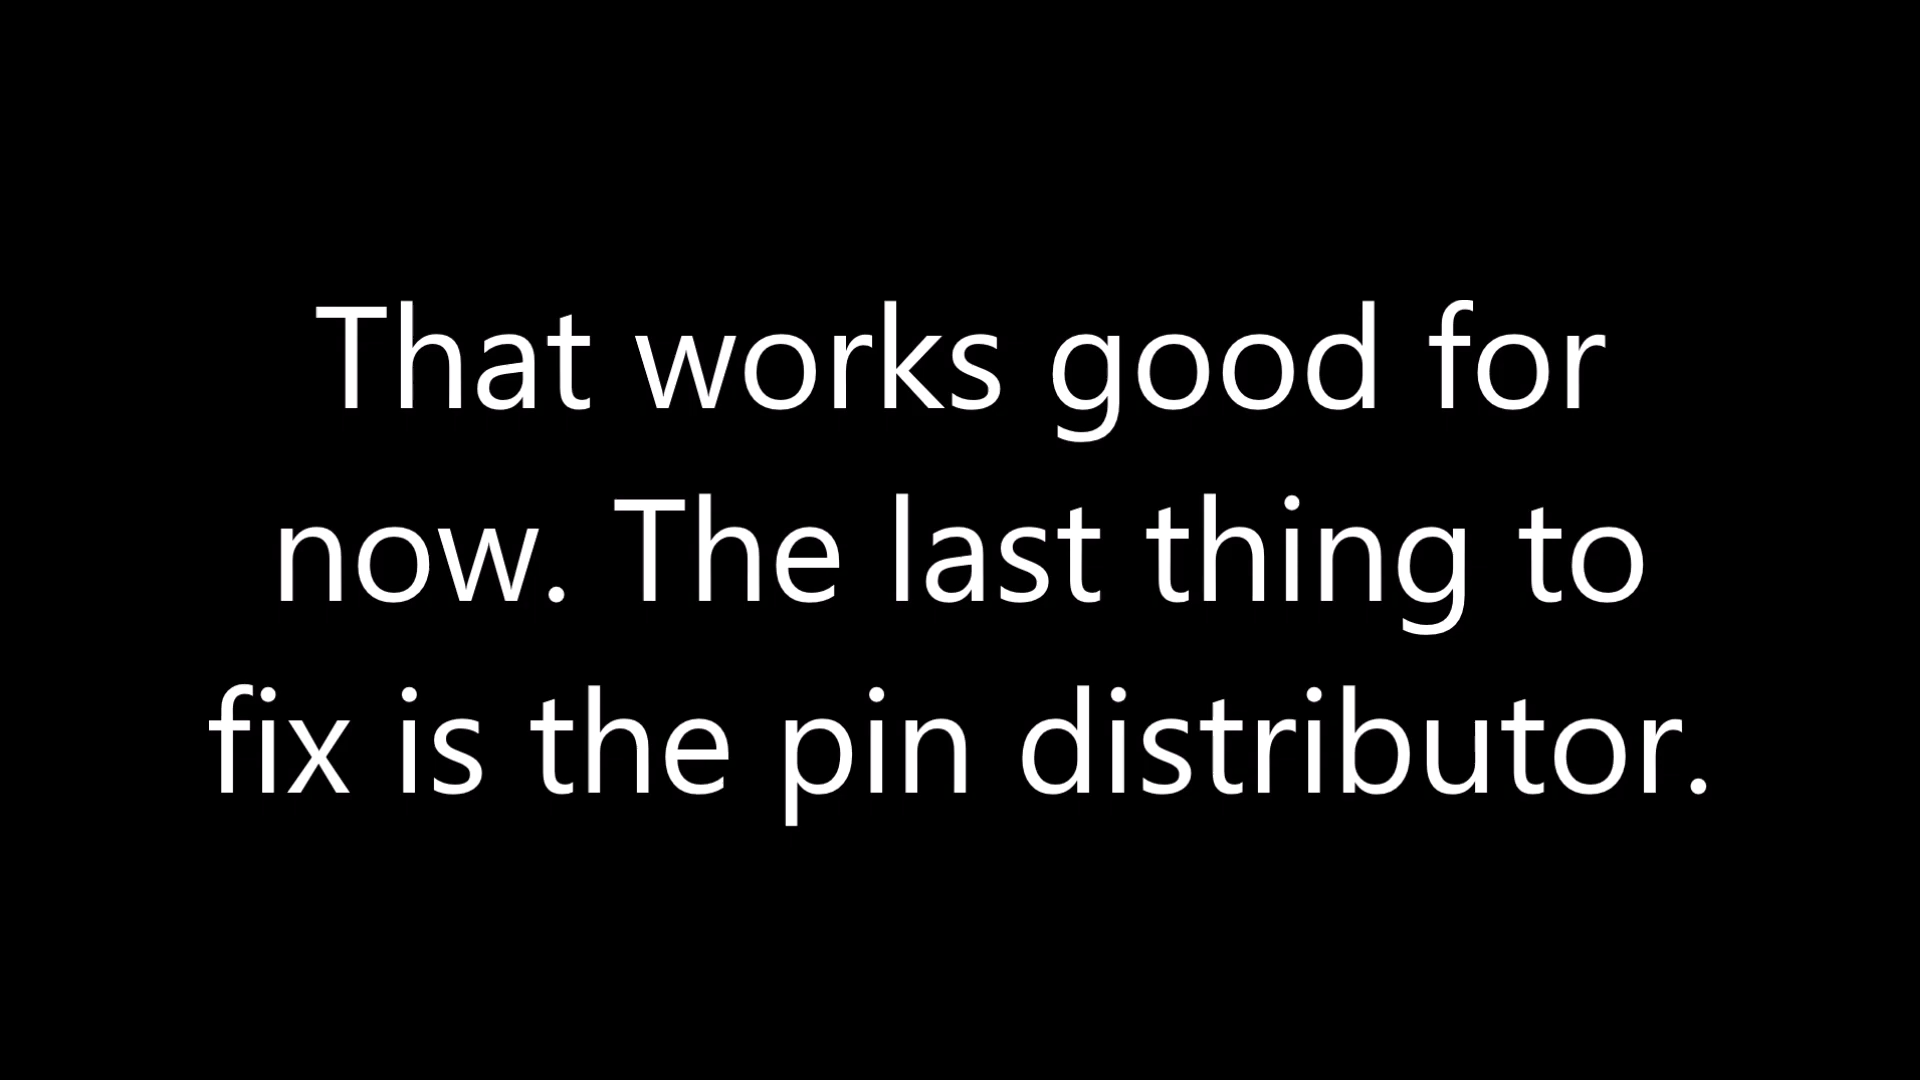 That works good for
now. The last thing to
fix is the pin distributor.